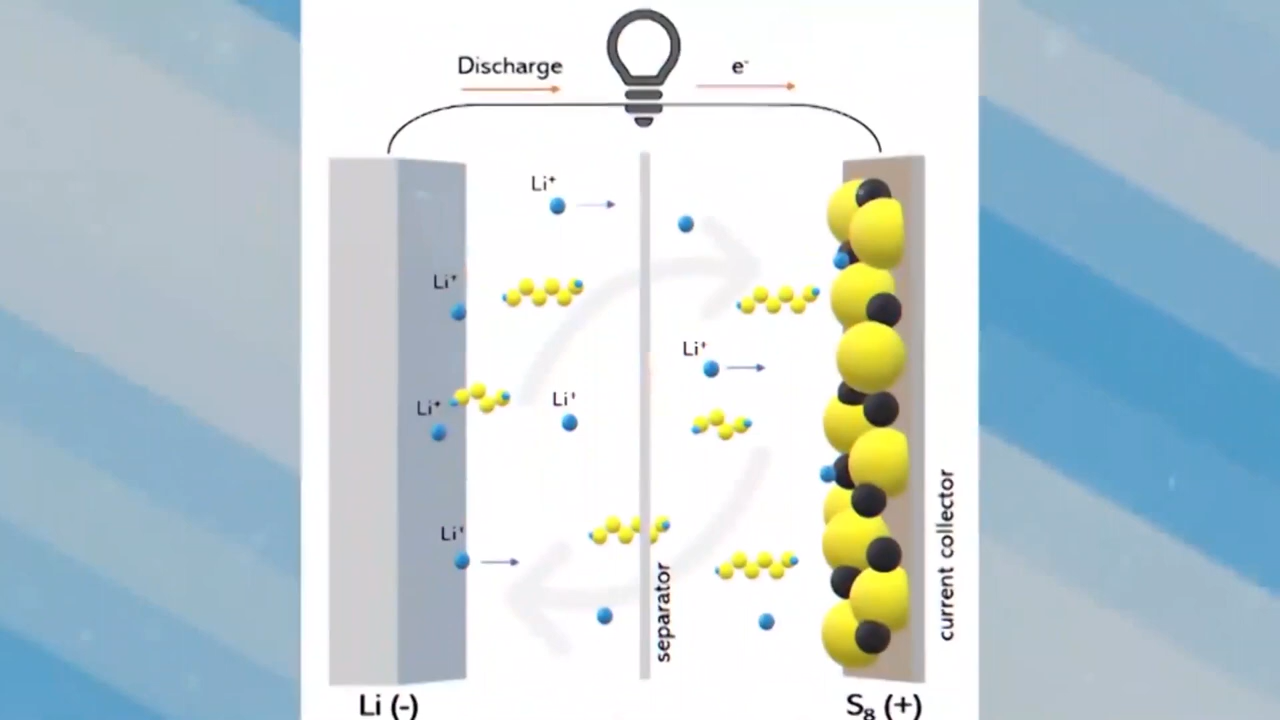 Discharge
e⁻
Li⁺
Li⁺
Li⁺
Li⁺
Li⁺
Li⁺
separator
current collector
Li (-)
S₈ (+)